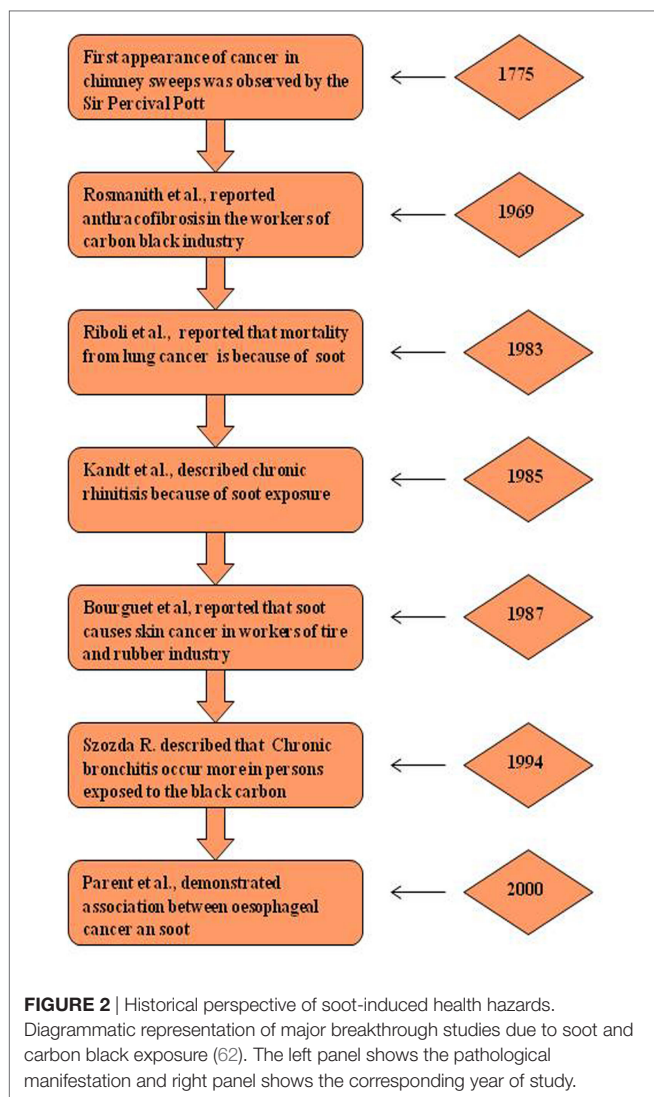 First appearance of cancer in
chimney sweeps was observed by the
Sir Percival Pott
1775
Rosmanith et al., reported
anthracofibrosis in the workers of
carbon black industry
1969
Riboli et al., reported that mortality
from lung cancer is because of soot
1983
Kandt et al., described chronic
rhinitisis because of soot exposure
1985
Bourguet et al, reported that soot
causes skin cancer in workers of tire
and rubber industry
1987
Szozda R. described that Chronic
bronchitis occur more in persons
exposed to the black carbon
1994
Parent et al., demonstrated
association between oesophageal
cancer an soot
2000
FIGURE 2 | Historical perspective of soot-induced health hazards.
Diagrammatic representation of major breakthrough studies due to soot and
carbon black exposure (62). The left panel shows the pathological
manifestation and right panel shows the corresponding year of study.